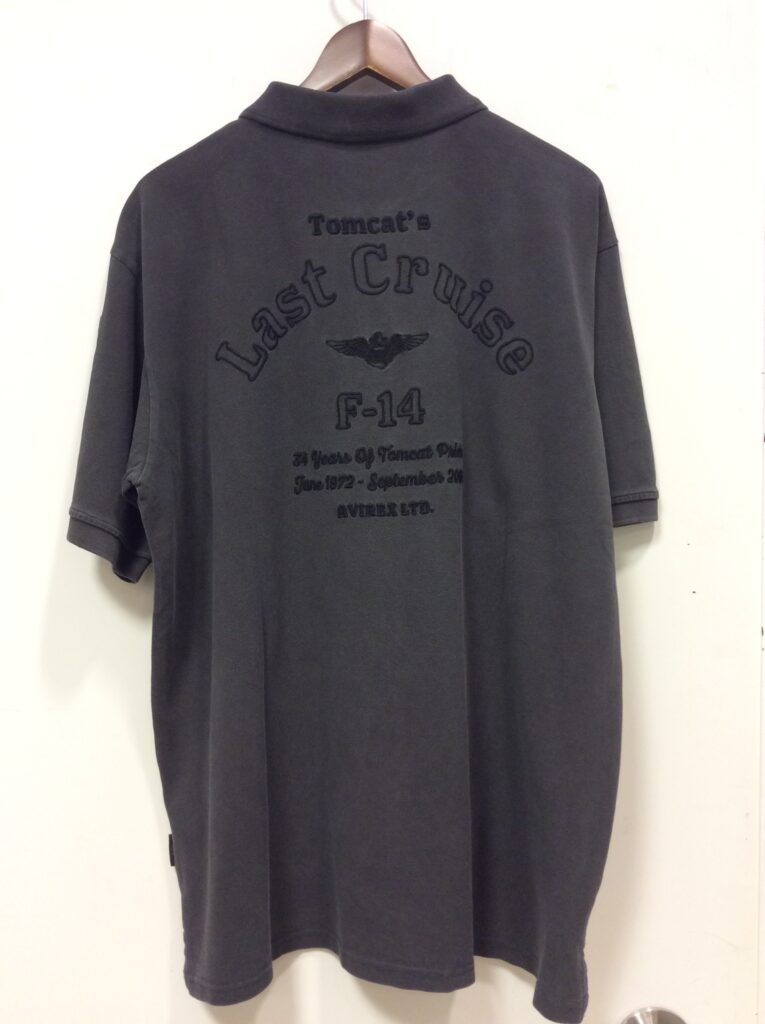 Tomcat's
Last Cruise
F-14
34 Years Of Tomcat
June 1972 - September
AVIREX LTD.